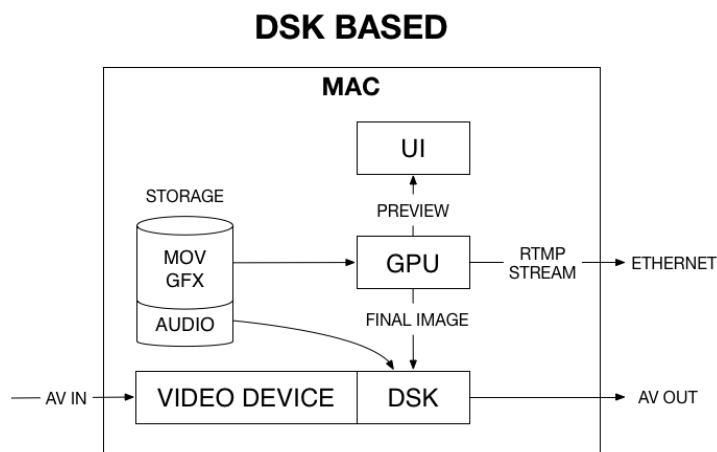 DSK BASED
MAC
UI
STORAGE
PREVIEW
MOV
GFX
GPU
RTMP
STREAM
ETHERNET
AUDIO
FINAL IMAGE
AV IN
VIDEO DEVICE
DSK
AV OUT